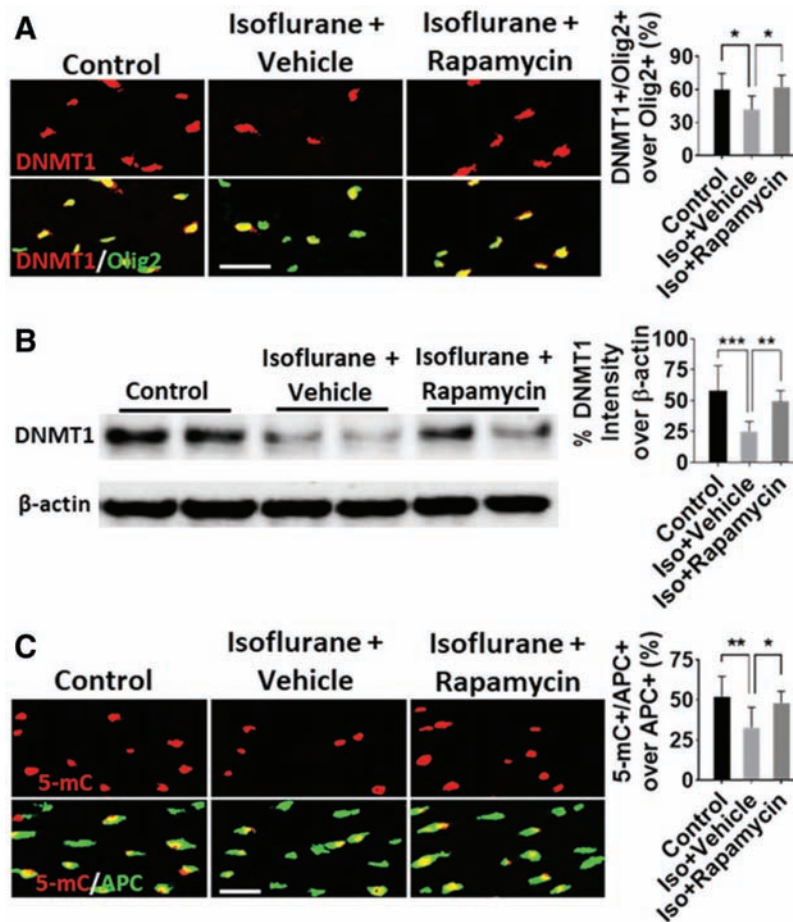 A
Control
Isoflurane +
Vehicle
Isoflurane +
Rapamycin
DNMT1
DNMT1/Olig2
DNMT1+/Olig2+
over Olig2+ (%)
90
60
30
0
* *
Control
Iso+Vehicle
Iso+Rapamycin
B
Control
Isoflurane +
Vehicle
Isoflurane +
Rapamycin
DNMT1
β-actin
% DNMT1
Intensity
over β-actin
100
75
50
25
0
*** **
Control
Iso+Vehicle
Iso+Rapamycin
C
Control
Isoflurane +
Vehicle
Isoflurane +
Rapamycin
5-mC
5-mC/APC
5-mC+/APC+
over APC+ (%)
75
50
25
0
** *
Control
Iso+Vehicle
Iso+Rapamycin